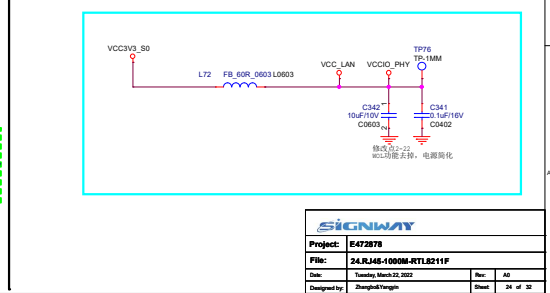 VCC3V3_S0
TP76
TP-1MM
VCC_LAN
VCCIO_PHY
L72
FB_60R_0603
L0603
C342
10uF/10V
C0603
1
2
C341
0.1uF/16V
C0402
修改点2-22
WOL功能去掉，电源简化
A
SIGNWAY
Project: E472878
File: 24.RJ45-1000M-RTL8211F
Date: Tuesday, March 22, 2022 Rev: A0
Designed by: Zhangbo&Yangyin Sheet 24 of 32